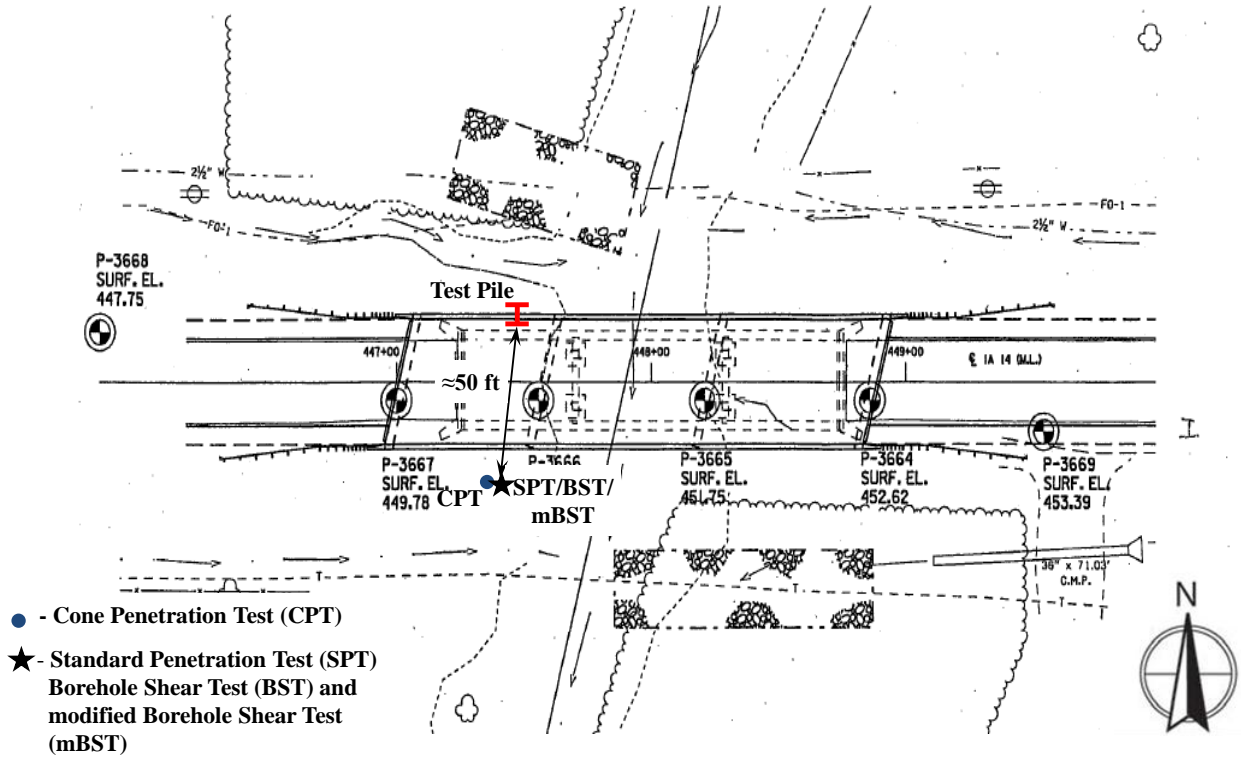 2½" W
FO-1
FO-1
2½" W
P-3668
SURF. EL.
447.75
Test Pile
447+00
448+00
449+00
℄ IA 14 (M.L.)
≈50 ft
P-3667
SURF. EL.
449.78
P-3666
P-3665
SURF. EL.
451.75
P-3664
SURF. EL.
452.62
P-3669
SURF. EL.
453.39
CPT
SPT/BST/
mBST
36" x 71.03'
C.M.P.
T
T
T
T
N
- Cone Penetration Test (CPT)
- Standard Penetration Test (SPT)
Borehole Shear Test (BST) and
modified Borehole Shear Test
(mBST)